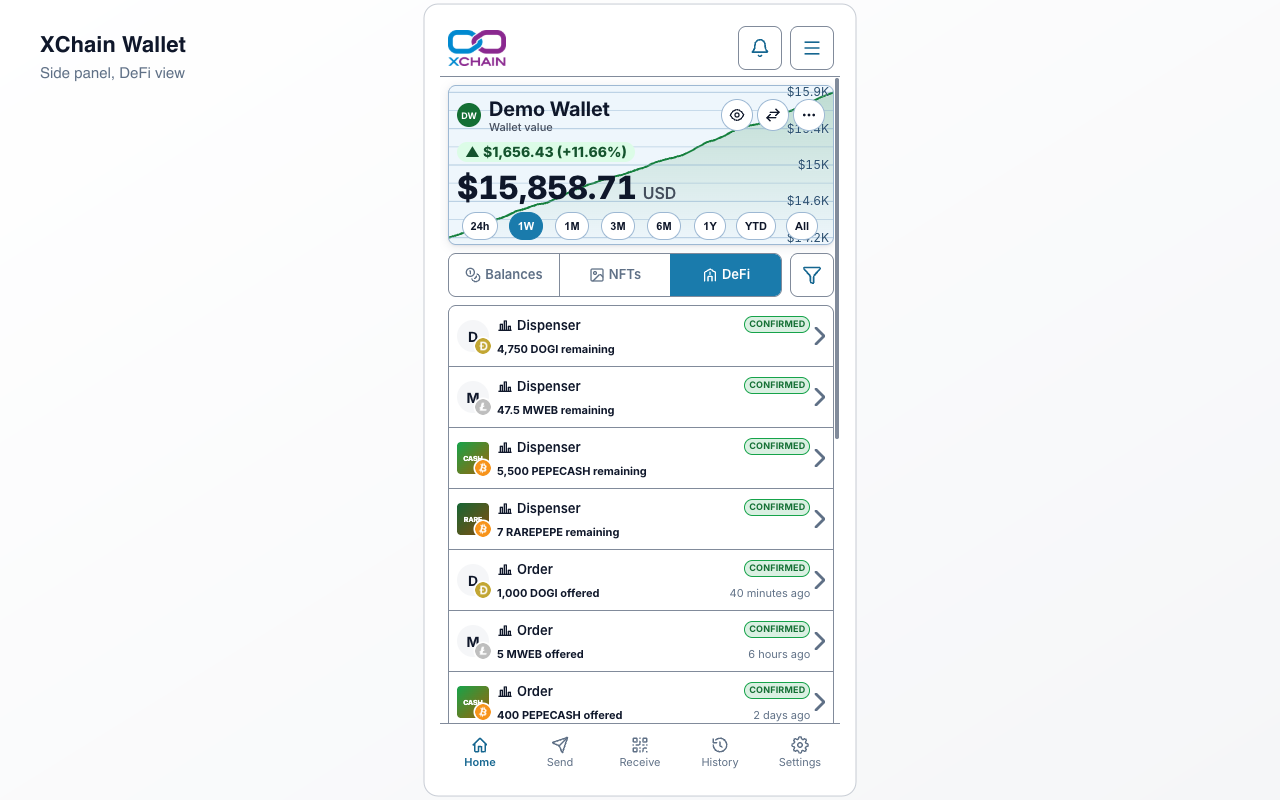 XChain Wallet
Side panel, DeFi view
XCHAIN
$15.9K
DW
Demo Wallet
Wallet value
▲ $1,656.43 (+11.66%)
$15K
$15,858.71 USD
$14.6K
24h
1W
1M
3M
6M
1Y
YTD
All
Balances
NFTs
DeFi
D
Dispenser
CONFIRMED
4,750 DOGI remaining
M
Dispenser
CONFIRMED
47.5 MWEB remaining
CASH
Dispenser
CONFIRMED
5,500 PEPECASH remaining
RARE
Dispenser
CONFIRMED
7 RAREPEPE remaining
D
Order
CONFIRMED
1,000 DOGI offered
40 minutes ago
M
Order
CONFIRMED
5 MWEB offered
6 hours ago
CASH
Order
CONFIRMED
400 PEPECASH offered
2 days ago
Home
Send
Receive
History
Settings